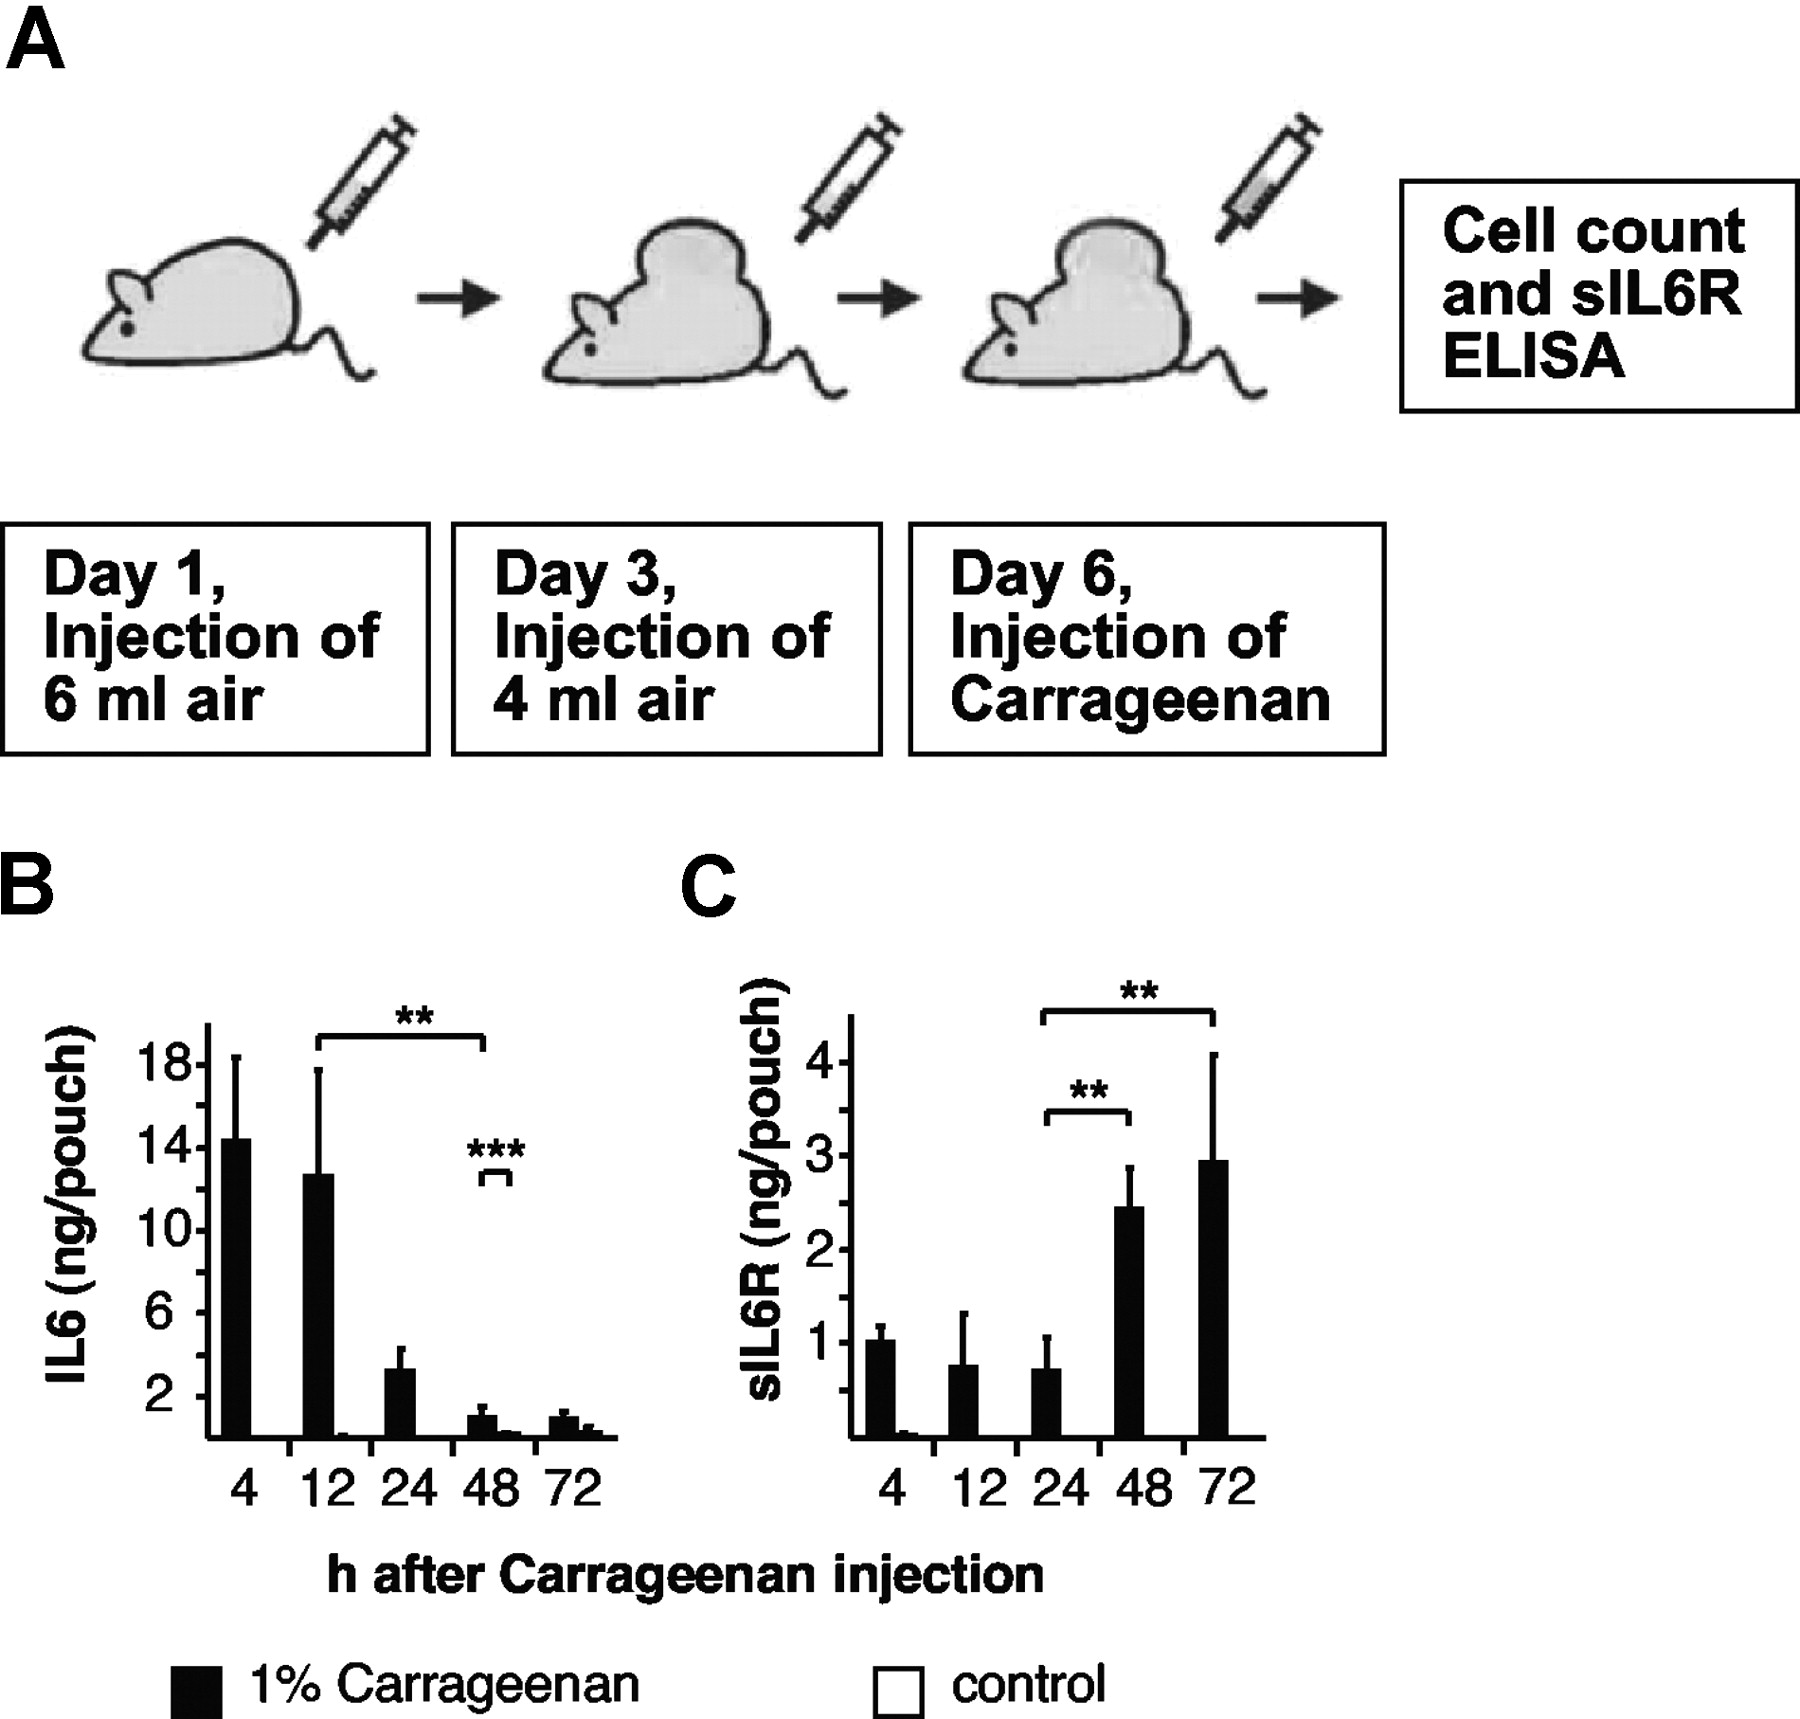 A
Cell count
and sIL6R
ELISA
Day 1,
Injection of
6 ml air
Day 3,
Injection of
4 ml air
Day 6,
Injection of
Carrageenan
B
IL6 (ng/pouch)
18
14
10
6
2
**
***
4 12 24 48 72
C
sIL6R (ng/pouch)
4
3
2
1
**
**
4 12 24 48 72
h after Carrageenan injection
1% Carrageenan
control